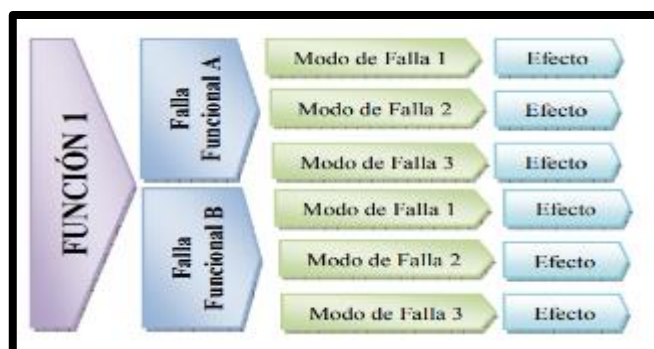 FUNCIÓN 1
Falla
Funcional A
Modo de Falla 1
Efecto
Modo de Falla 2
Efecto
Modo de Falla 3
Efecto
Falla
Funcional B
Modo de Falla 1
Efecto
Modo de Falla 2
Efecto
Modo de Falla 3
Efecto